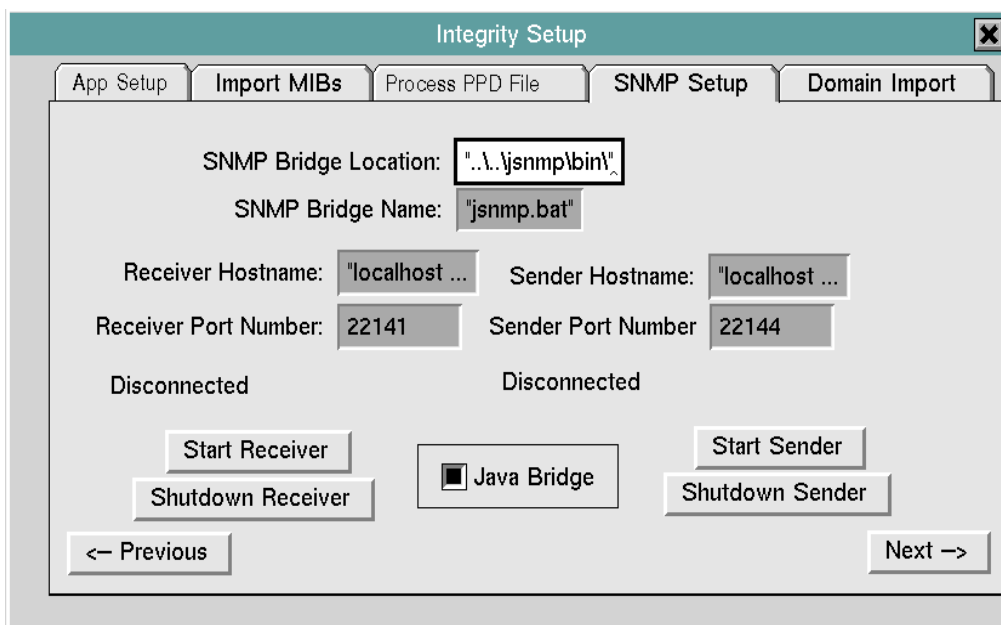 Integrity Setup
App Setup Import MIBs Process PPD File SNMP Setup Domain Import
SNMP Bridge Location: "..\..\jsnmp\bin\"
SNMP Bridge Name: "jsnmp.bat"
Receiver Hostname: "localhost ... Sender Hostname: "localhost ...
Receiver Port Number: 22141 Sender Port Number 22144
Disconnected Disconnected
Start Receiver Java Bridge Start Sender
Shutdown Receiver Shutdown Sender
<– Previous Next –>